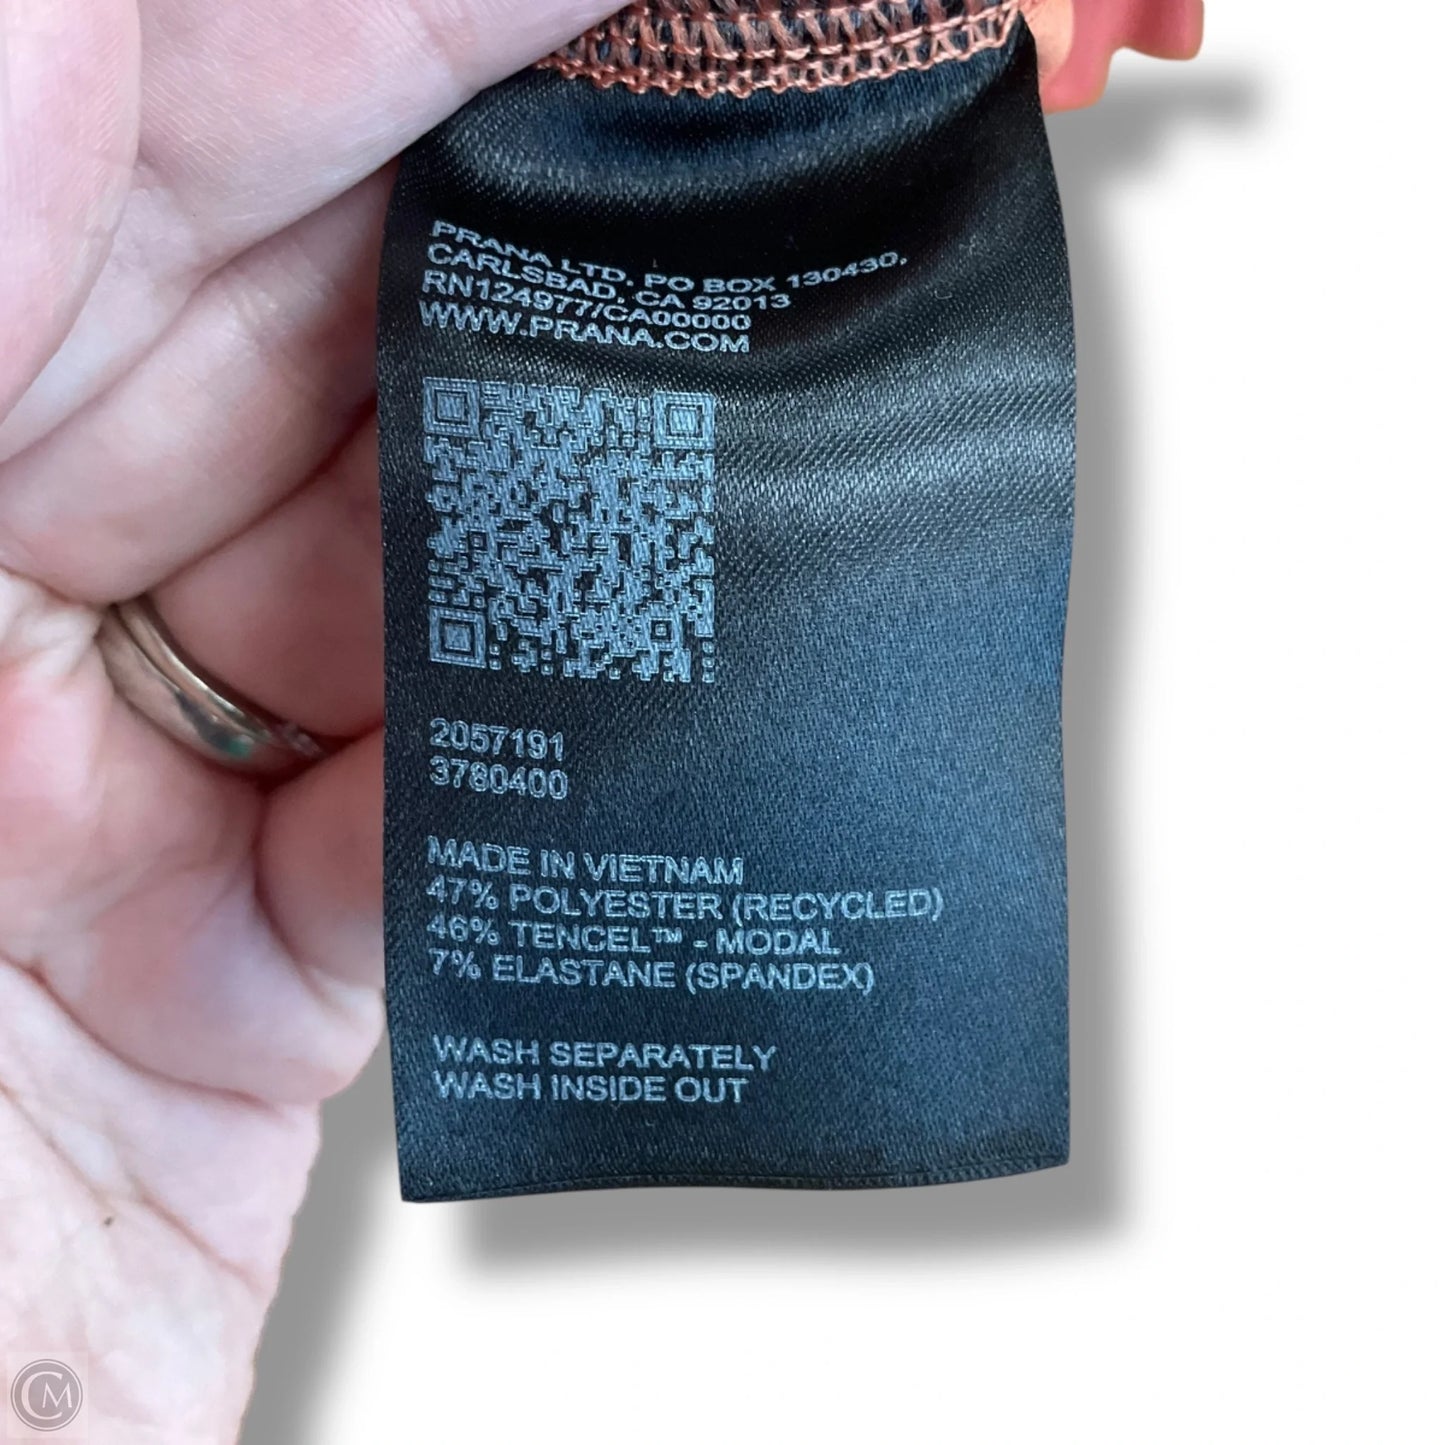 PRANA LTD. PO BOX 130430,
CARLSBAD, CA 92013
RN124977/CA00000
WWW.PRANA.COM
2057191
3780400
MADE IN VIETNAM
47% POLYESTER (RECYCLED)
46% TENCEL™ - MODAL
7% ELASTANE (SPANDEX)
WASH SEPARATELY
WASH INSIDE OUT
CM